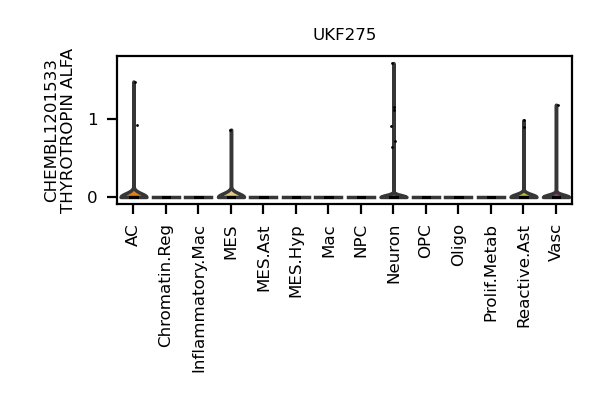 UKF275
CHEMBL1201533
THYROTROPIN ALFA
1
0
AC
Chromatin.Reg
Inflammatory.Mac
MES
MES.Ast
MES.Hyp
Mac
NPC
Neuron
OPC
Oligo
Prolif.Metab
Reactive.Ast
Vasc